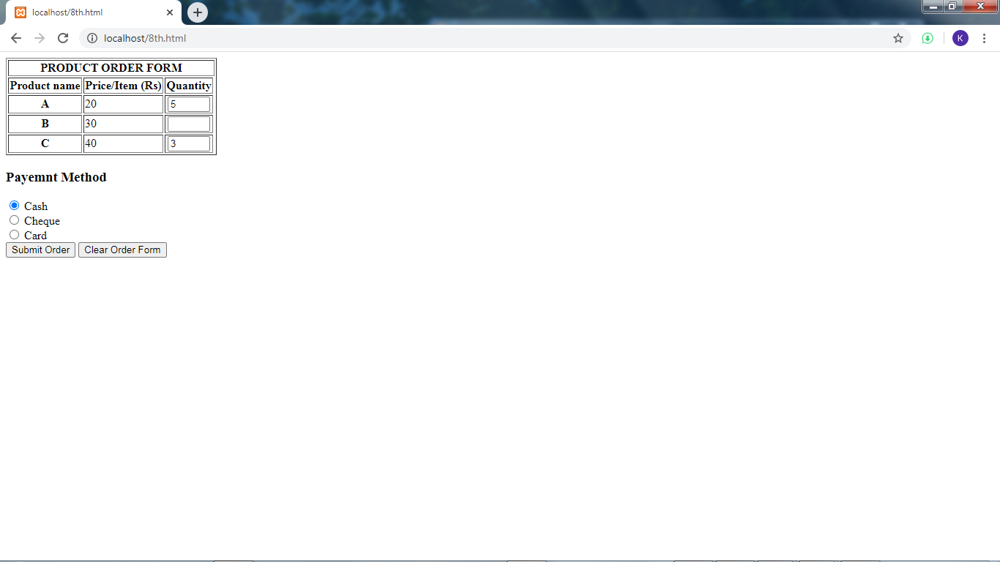 localhost/8th.html
localhost/8th.html
K
PRODUCT ORDER FORM
Product name Price/Item (Rs) Quantity
A 20 5
B 30
C 40 3
Payemnt Method
Cash
Cheque
Card
Submit Order Clear Order Form